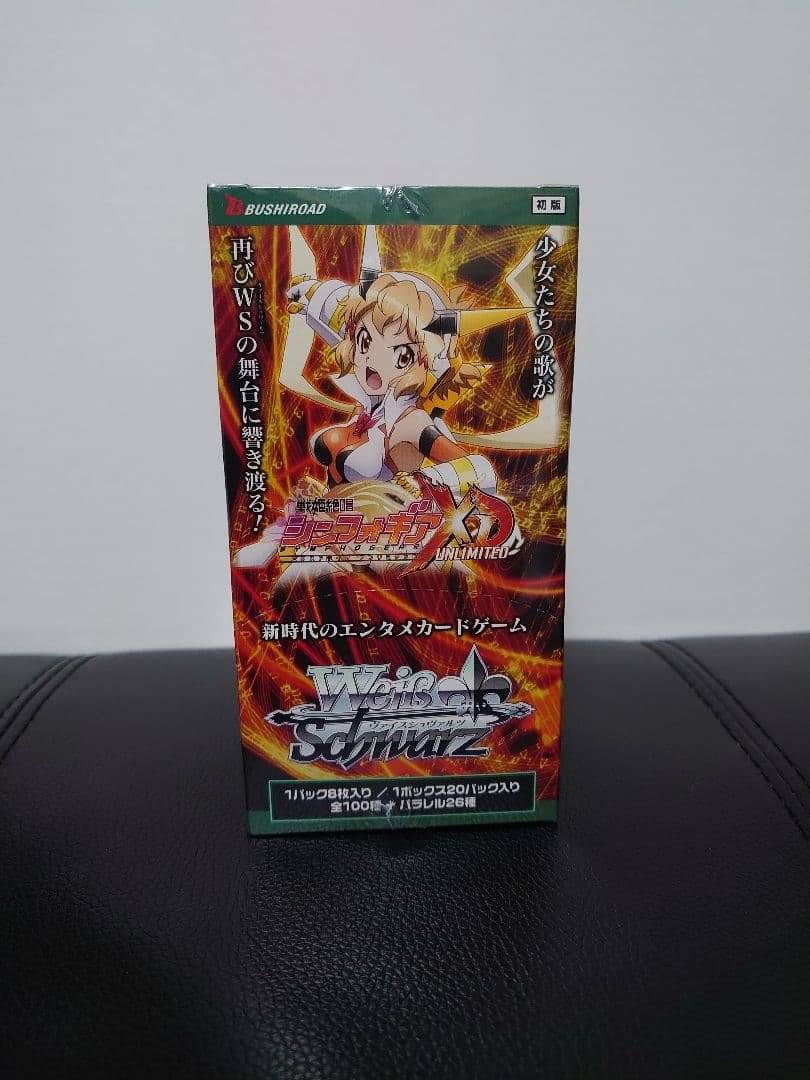 BUSHIROAD
初版
少女たちの歌が
再びWSの舞台に響き渡る!
戦姫絶唱
シンフォギア
SYMPHOGEAR
XD
UNLIMITED
新時代のエンタメカードゲーム
Weiß
ヴァイスシュヴァルツ
Schwarz
1パック8枚入り / 1ボックス20パック入り
全100種 + パラレル26種